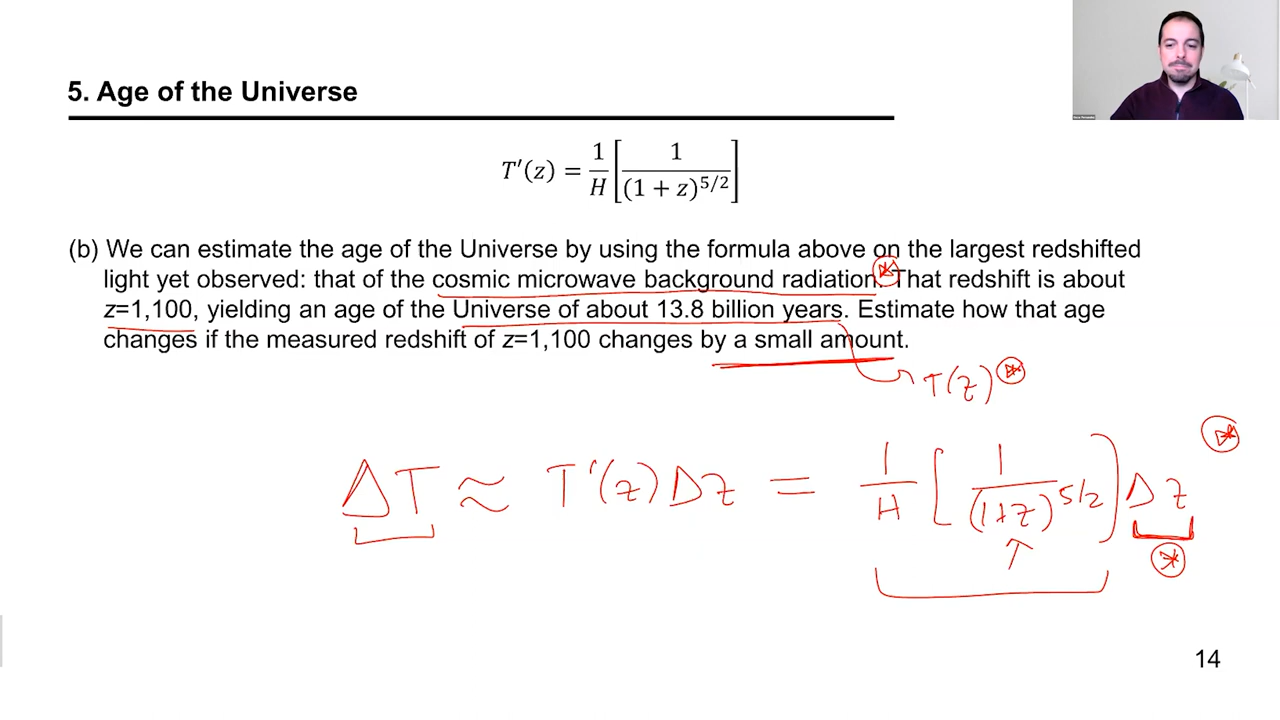 5. Age of the Universe
T′(z) = 1/H [1/(1 + z)^5/2]
(b) We can estimate the age of the Universe by using the formula above on the largest redshifted
light yet observed: that of the cosmic microwave background radiation. That redshift is about
z=1,100, yielding an age of the Universe of about 13.8 billion years. Estimate how that age
changes if the measured redshift of z=1,100 changes by a small amount.
T(z)
ΔT ≈ T′(z)Δz = 1/H [1/(1+z)^5/2] Δz
14